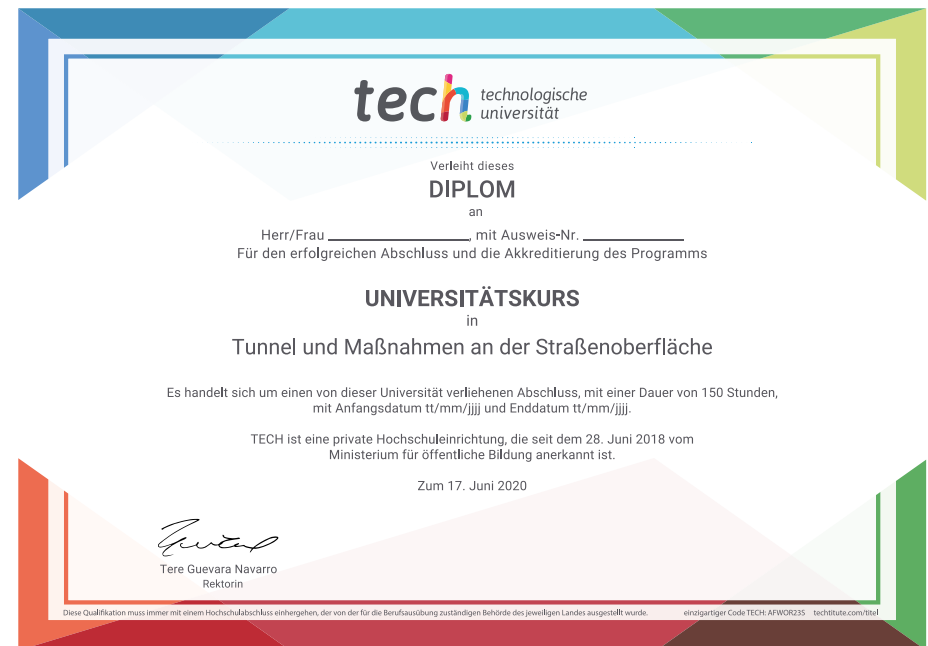 tech technologische
universität
Verleiht dieses
DIPLOM
an
Herr/Frau ____________, mit Ausweis-Nr. ____________
Für den erfolgreichen Abschluss und die Akkreditierung des Programms
UNIVERSITÄTSKURS
in
Tunnel und Maßnahmen an der Straßenoberfläche
Es handelt sich um einen von dieser Universität verliehenen Abschluss, mit einer Dauer von 150 Stunden,
mit Anfangsdatum tt/mm/jjjj und Enddatum tt/mm/jjjj.
TECH ist eine private Hochschuleinrichtung, die seit dem 28. Juni 2018 vom
Ministerium für öffentliche Bildung anerkannt ist.
Zum 17. Juni 2020
Tere Guevara Navarro
Rektorin
Diese Qualifikation muss immer mit einem Hochschulabschluss einhergehen, der von der für die Berufsausübung zuständigen Behörde des jeweiligen Landes ausgestellt wurde. einzigartiger Code TECH: AFWOR23S techtitute.com/titel